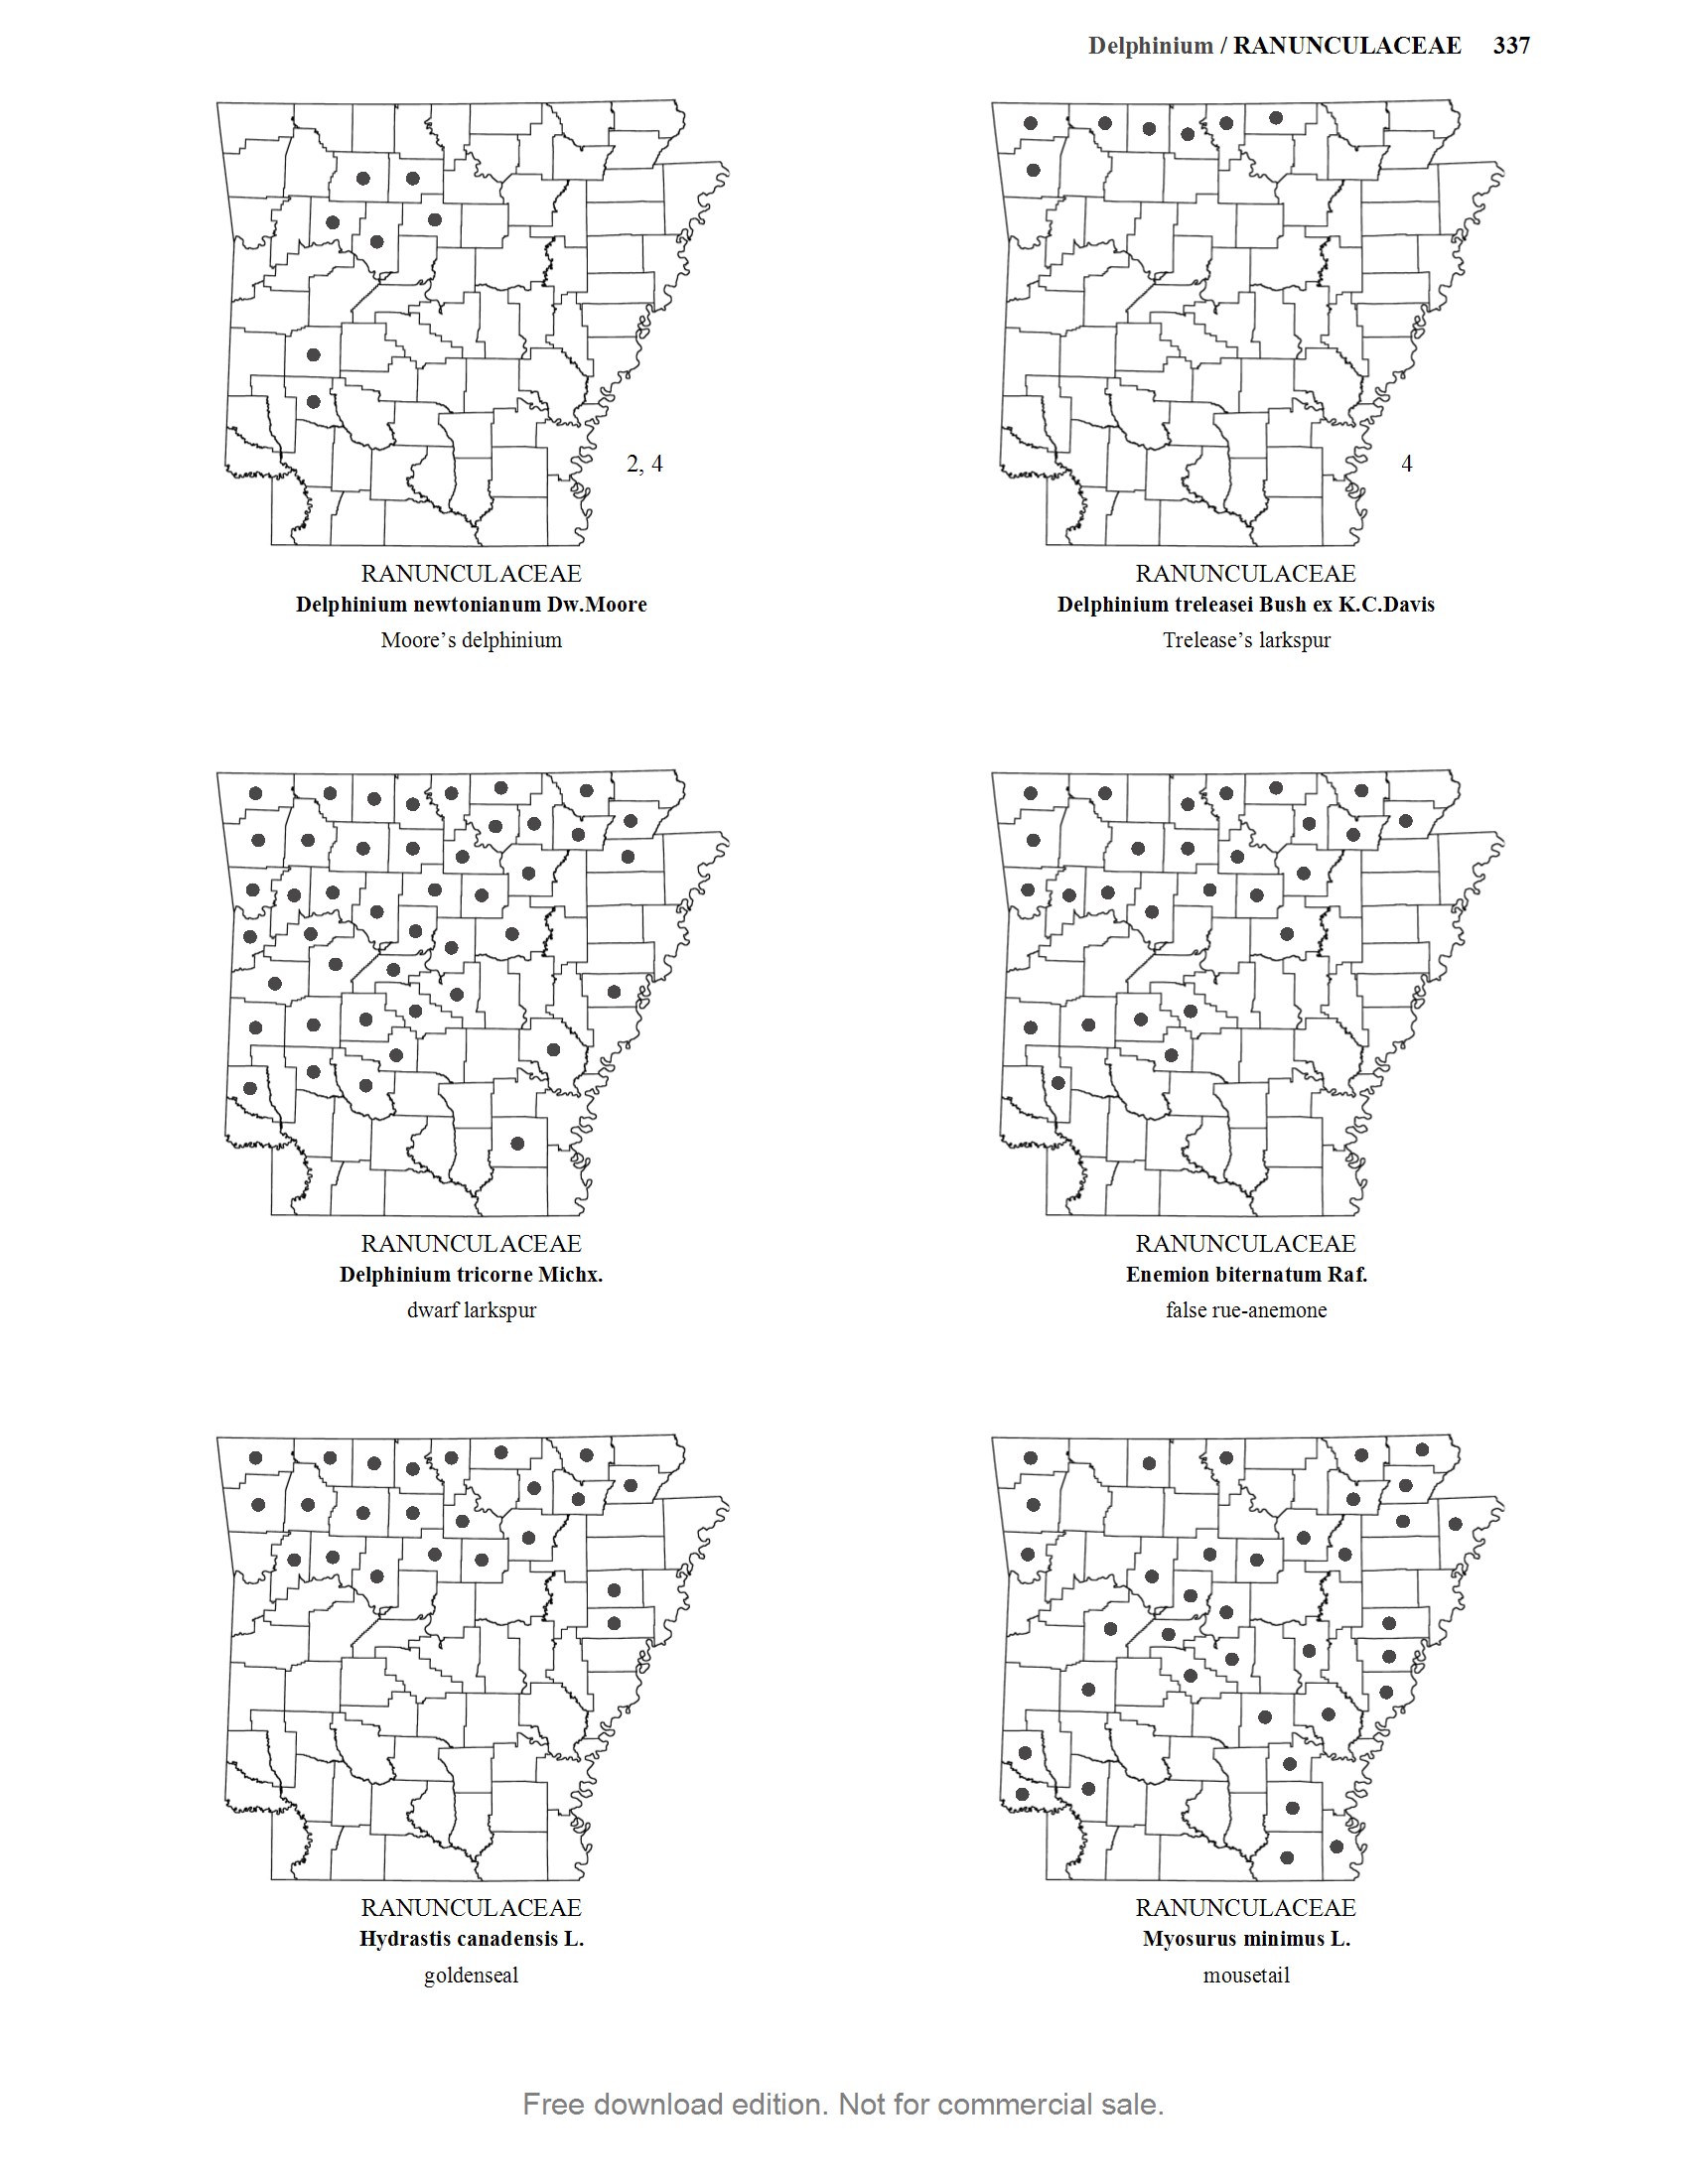 Delphinium / RANUNCULACEAE 337
2, 4
4
RANUNCULACEAE
Delphinium newtonianum Dw.Moore
Moore’s delphinium
RANUNCULACEAE
Delphinium treleasei Bush ex K.C.Davis
Trelease’s larkspur
RANUNCULACEAE
Delphinium tricorne Michx.
dwarf larkspur
RANUNCULACEAE
Enemion biternatum Raf.
false rue-anemone
RANUNCULACEAE
Hydrastis canadensis L.
goldenseal
RANUNCULACEAE
Myosurus minimus L.
mousetail
Free download edition. Not for commercial sale.